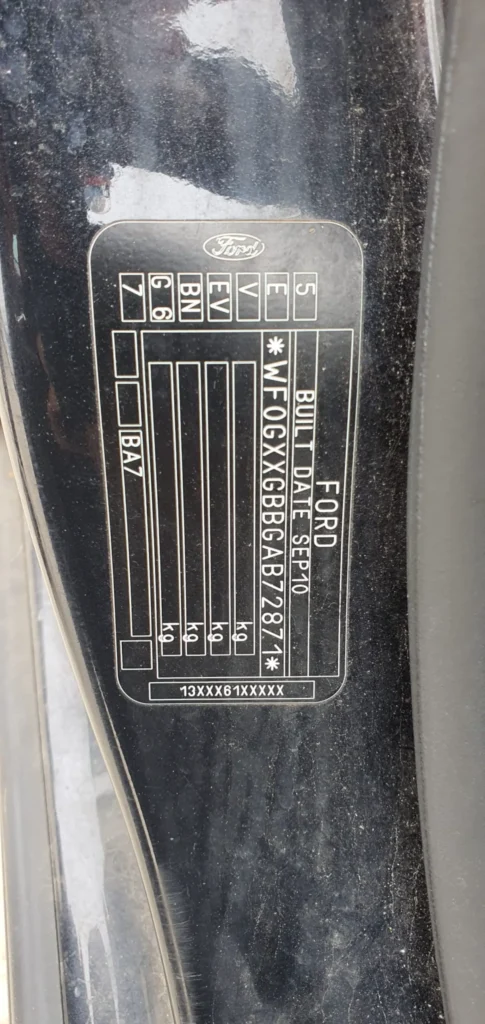 Ford
FORD
BUILT DATE SEP10
*WF0GXXGBBGAB72871*
5
E
V
EV
BN
G 6
7
kg
kg
kg
kg
BA7
13XXX61XXXXX